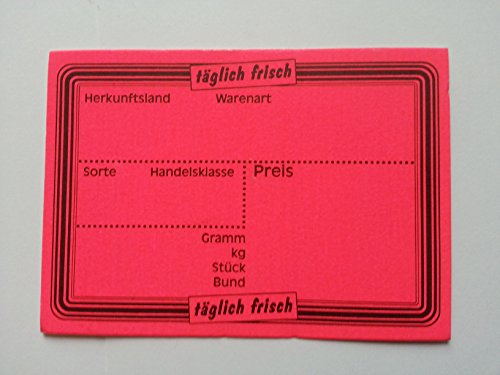 täglich frisch
Herkunftsland Warenart
Sorte Handelsklasse Preis
Gramm
kg
Stück
Bund
täglich frisch